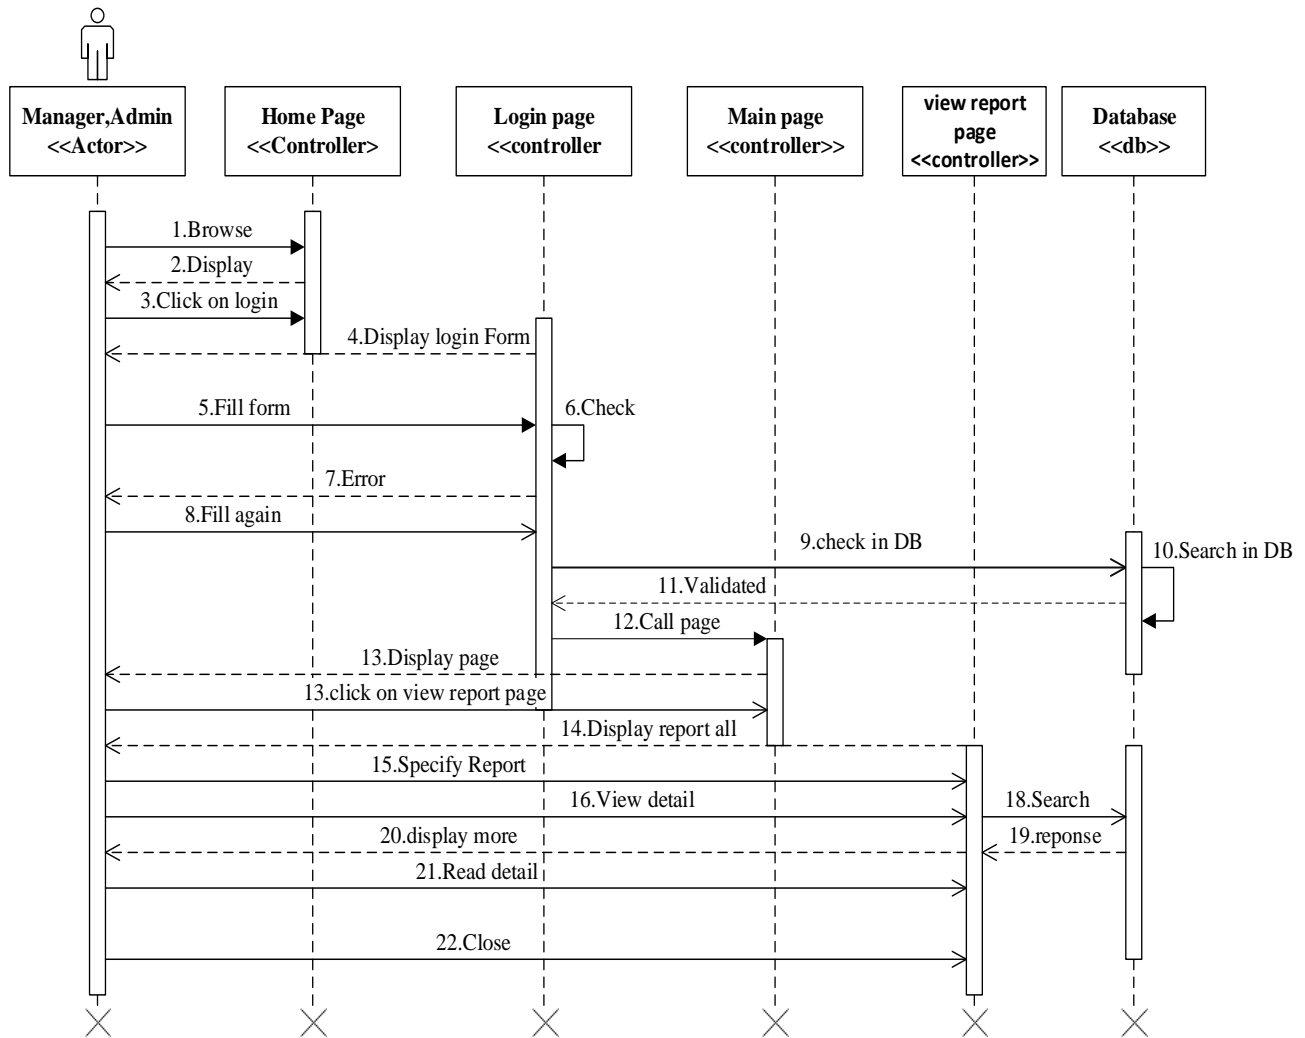 Manager,Admin
<<Actor>>
Home Page
<<Controller>
Login page
<<controller
Main page
<<controller>>
view report
page
<<controller>>
Database
<<db>>
1.Browse
2.Display
3.Click on login
4.Display login Form
5.Fill form
6.Check
7.Error
8.Fill again
9.check in DB
10.Search in DB
11.Validated
12.Call page
13.Display page
13.click on view report page
14.Display report all
15.Specify Report
16.View detail
18.Search
20.display more
19.reponse
21.Read detail
22.Close